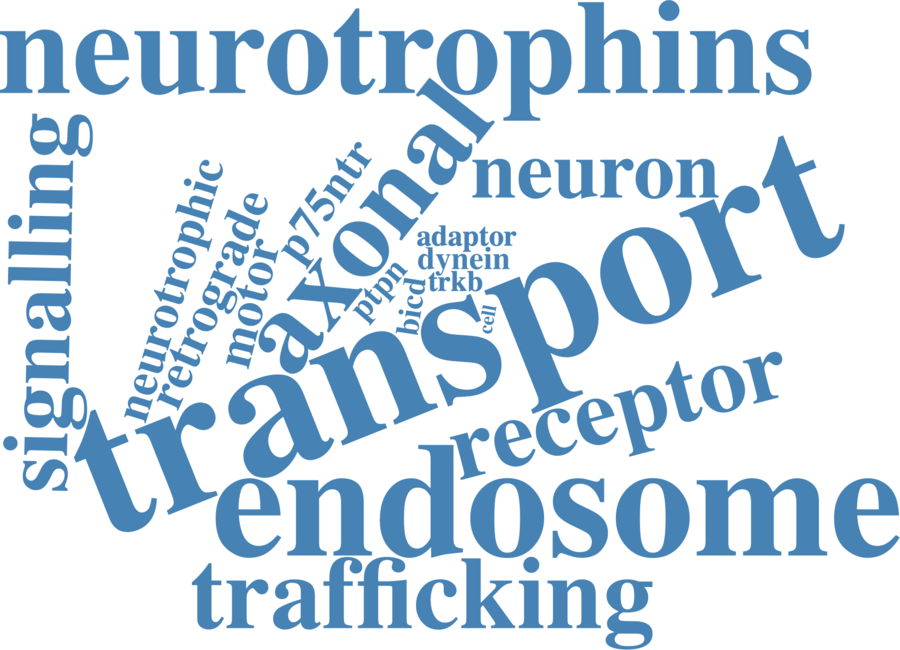 neurotrophins
signalling
neurotrophic
retrograde
motor
p75ntr
axonal
neuron
adaptor
dynein
trkb
ptpn
bicd
cell
transport
receptor
endosome
trafficking